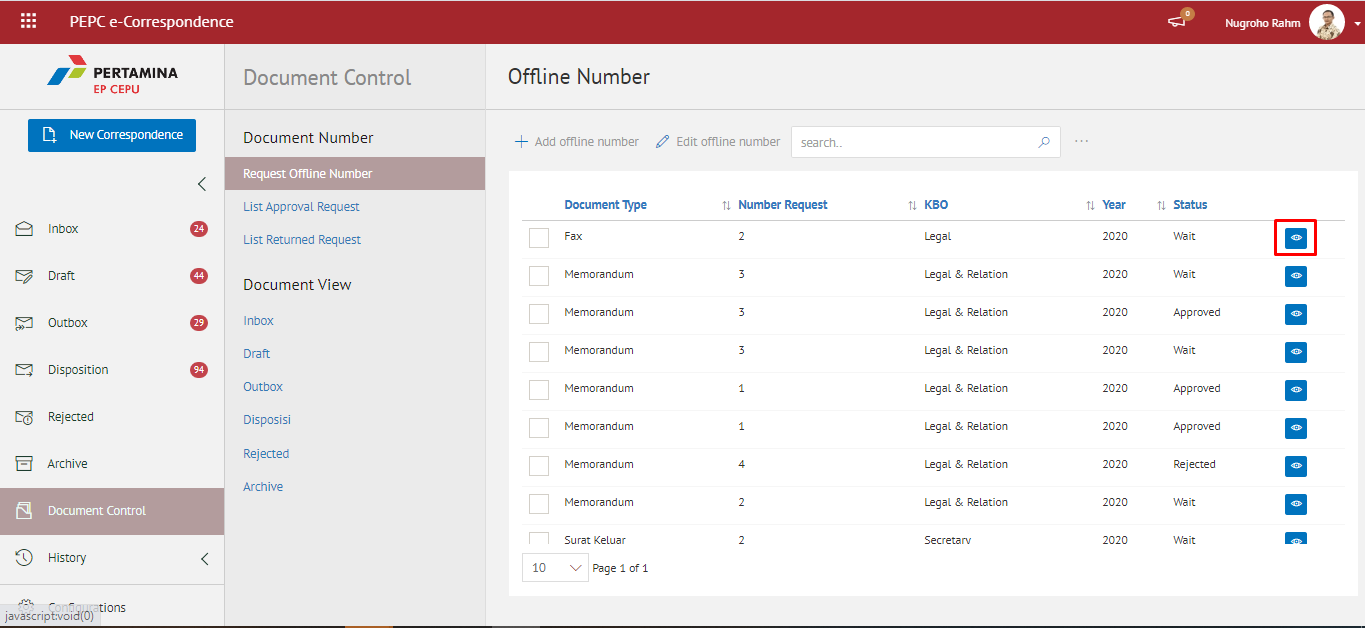 PEPC e-Correspondence
0
Nugroho Rahm
PERTAMINA
EP CEPU
New Correspondence
Inbox 24
Draft 44
Outbox 29
Disposition 94
Rejected
Archive
Document Control
History
Configurations
javascript:void(0)
Document Control
Document Number
Request Offline Number
List Approval Request
List Returned Request
Document View
Inbox
Draft
Outbox
Disposisi
Rejected
Archive
Offline Number
Add offline number Edit offline number search.. ...
Document Type Number Request KBO Year Status
Fax 2 Legal 2020 Wait
Memorandum 3 Legal & Relation 2020 Wait
Memorandum 3 Legal & Relation 2020 Approved
Memorandum 3 Legal & Relation 2020 Wait
Memorandum 1 Legal & Relation 2020 Approved
Memorandum 1 Legal & Relation 2020 Approved
Memorandum 4 Legal & Relation 2020 Rejected
Memorandum 2 Legal & Relation 2020 Wait
Surat Keluar 2 Secretary 2020 Wait
10 Page 1 of 1